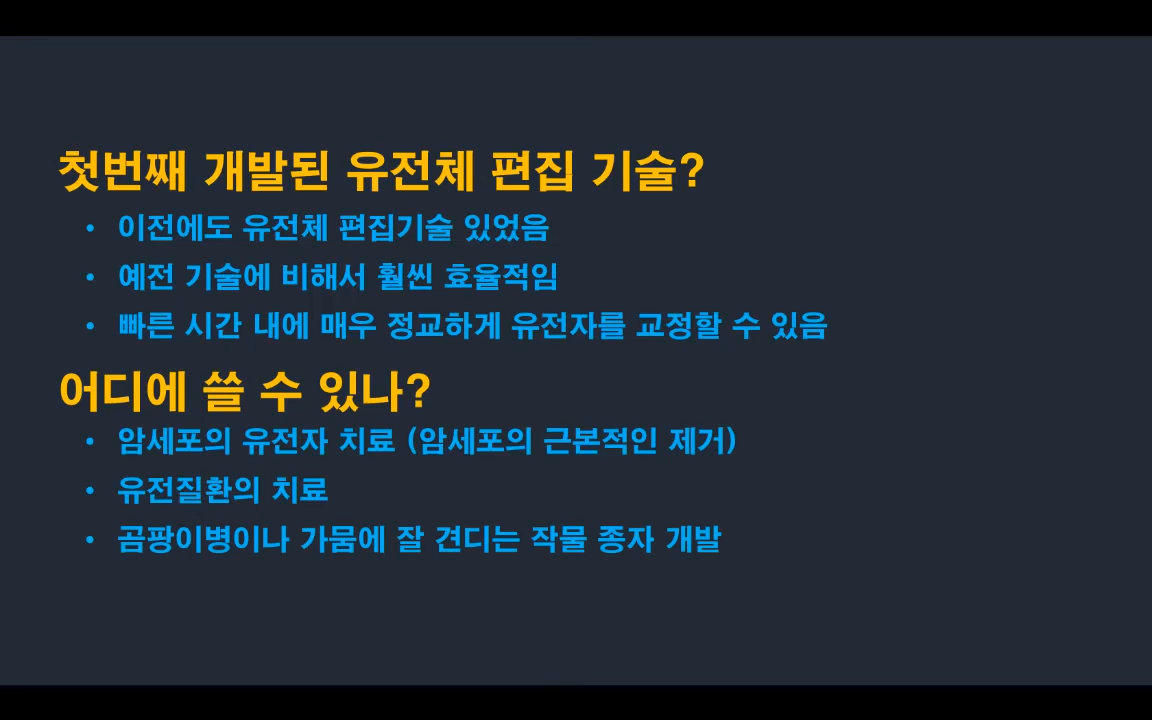 첫번째 개발된 유전체 편집 기술?
• 이전에도 유전체 편집기술 있었음
• 예전 기술에 비해서 훨씬 효율적임
• 빠른 시간 내에 매우 정교하게 유전자를 교정할 수 있음
어디에 쓸 수 있나?
• 암세포의 유전자 치료 (암세포의 근본적인 제거)
• 유전질환의 치료
• 곰팡이병이나 가뭄에 잘 견디는 작물 종자 개발